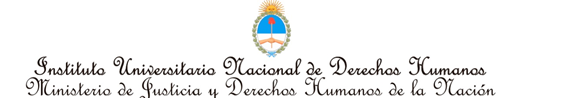 Instituto Universitario Nacional de Derechos Humanos
Ministerio de Justicia y Derechos Humanos de la Nación